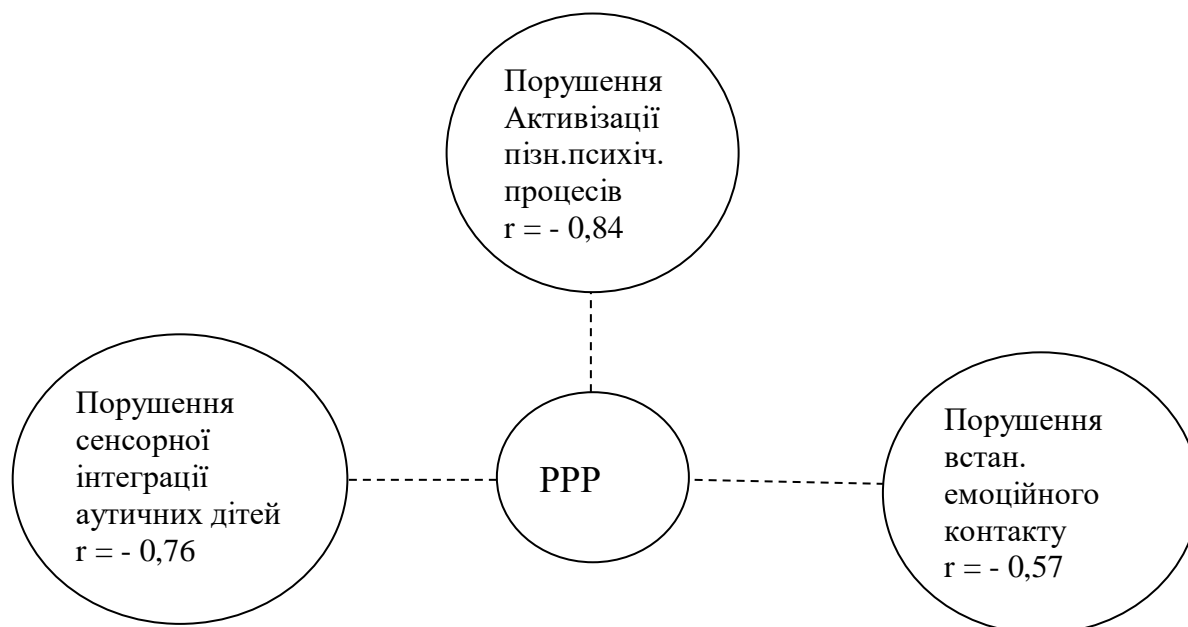 Порушення
Активізації
пізн.психіч.
процесів
r = - 0,84
Порушення
сенсорної
інтеграції
аутичних дітей
r = - 0,76
РРР
Порушення
встан.
емоційного
контакту
r = - 0,57